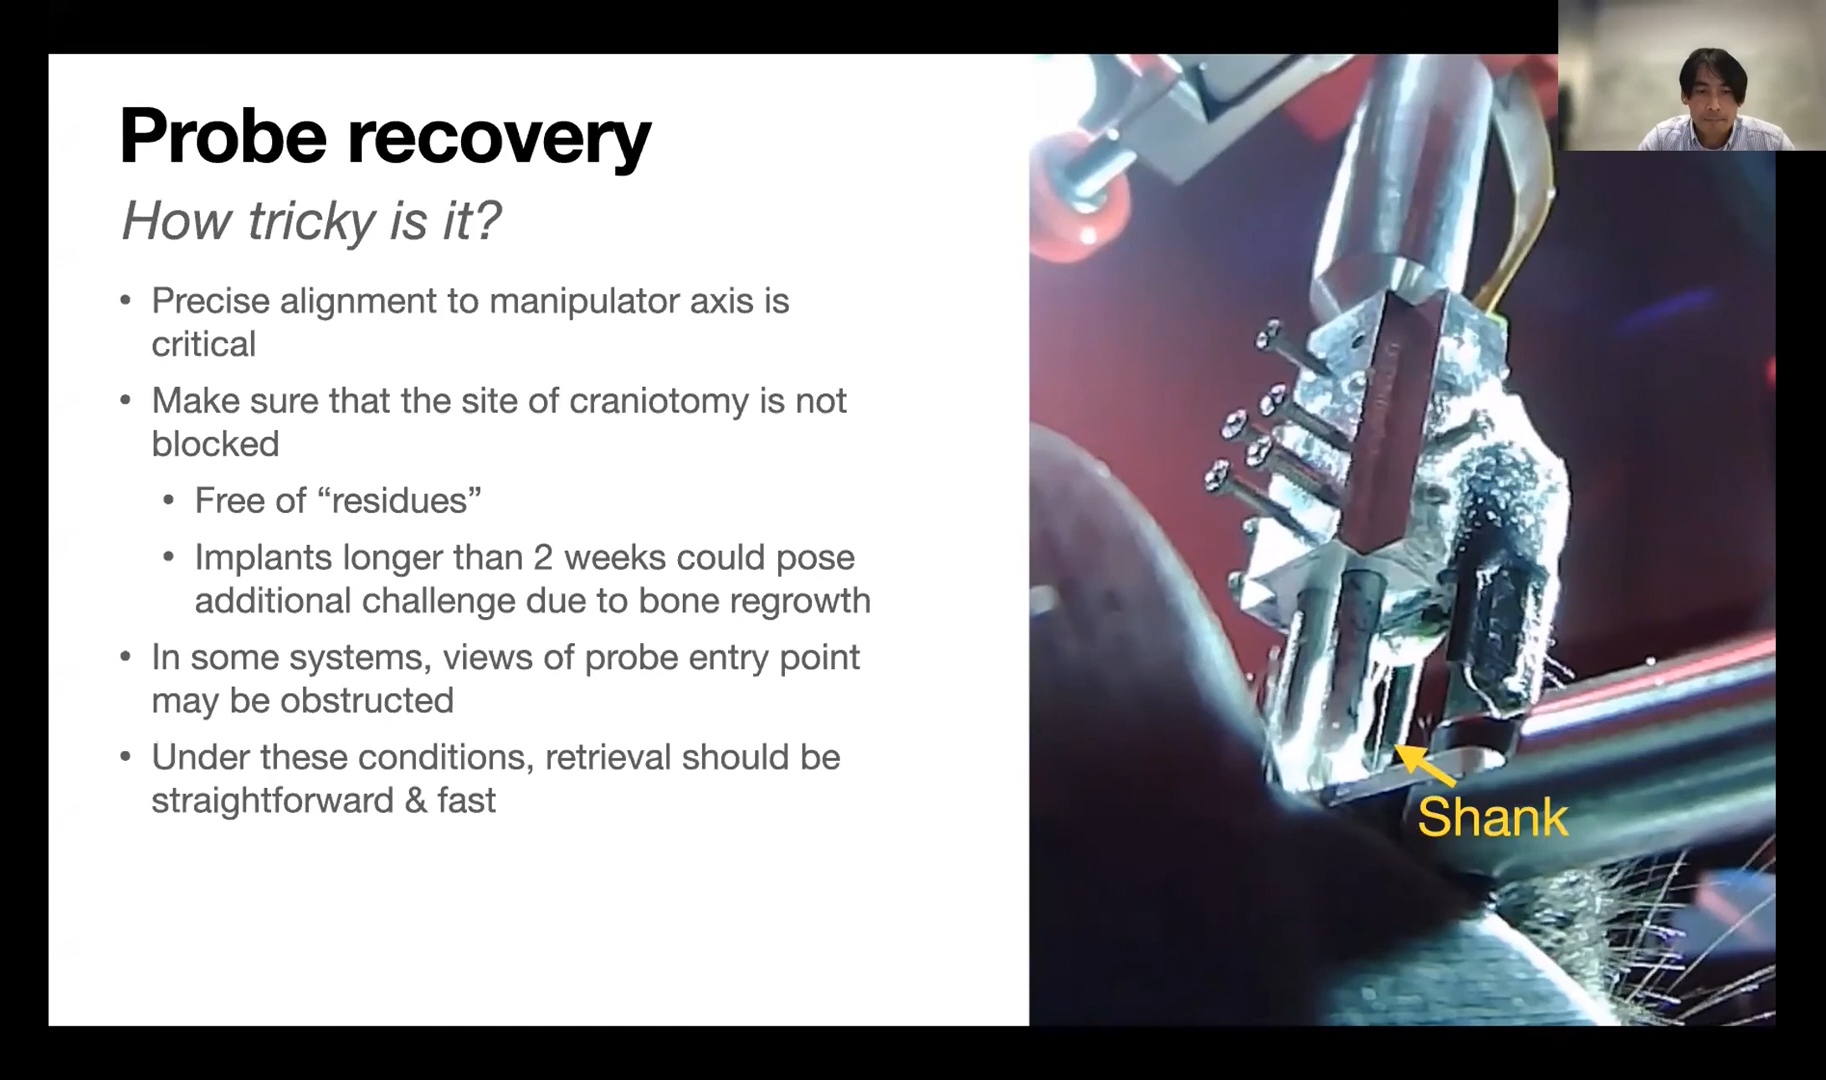 Probe recovery
How tricky is it?
• Precise alignment to manipulator axis is
critical
• Make sure that the site of craniotomy is not
blocked
• Free of “residues”
• Implants longer than 2 weeks could pose
additional challenge due to bone regrowth
• In some systems, views of probe entry point
may be obstructed
• Under these conditions, retrieval should be
straightforward & fast
Shank